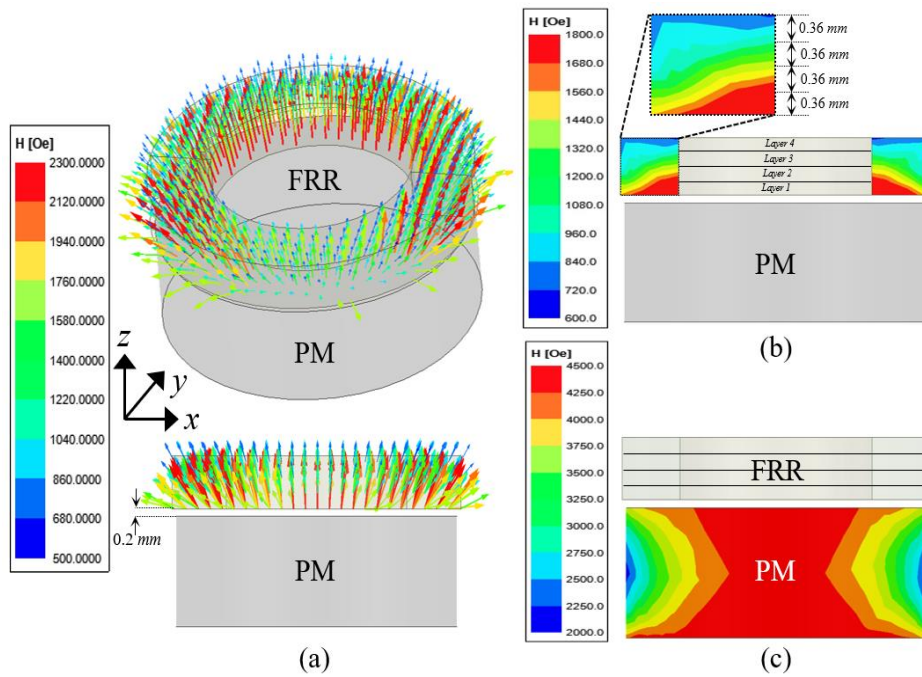 H [Oe]
2300.0000
2120.0000
1940.0000
1760.0000
1580.0000
1400.0000
1220.0000
1040.0000
860.0000
680.0000
500.0000
FRR
PM
z
y
x
0.2 mm
PM
(a)
H [Oe]
1800.0
1680.0
1560.0
1440.0
1320.0
1200.0
1080.0
960.0
840.0
720.0
600.0
0.36 mm
0.36 mm
0.36 mm
0.36 mm
Layer 4
Layer 3
Layer 2
Layer 1
PM
(b)
H [Oe]
4500.0
4250.0
4000.0
3750.0
3500.0
3250.0
3000.0
2750.0
2500.0
2250.0
2000.0
FRR
PM
(c)